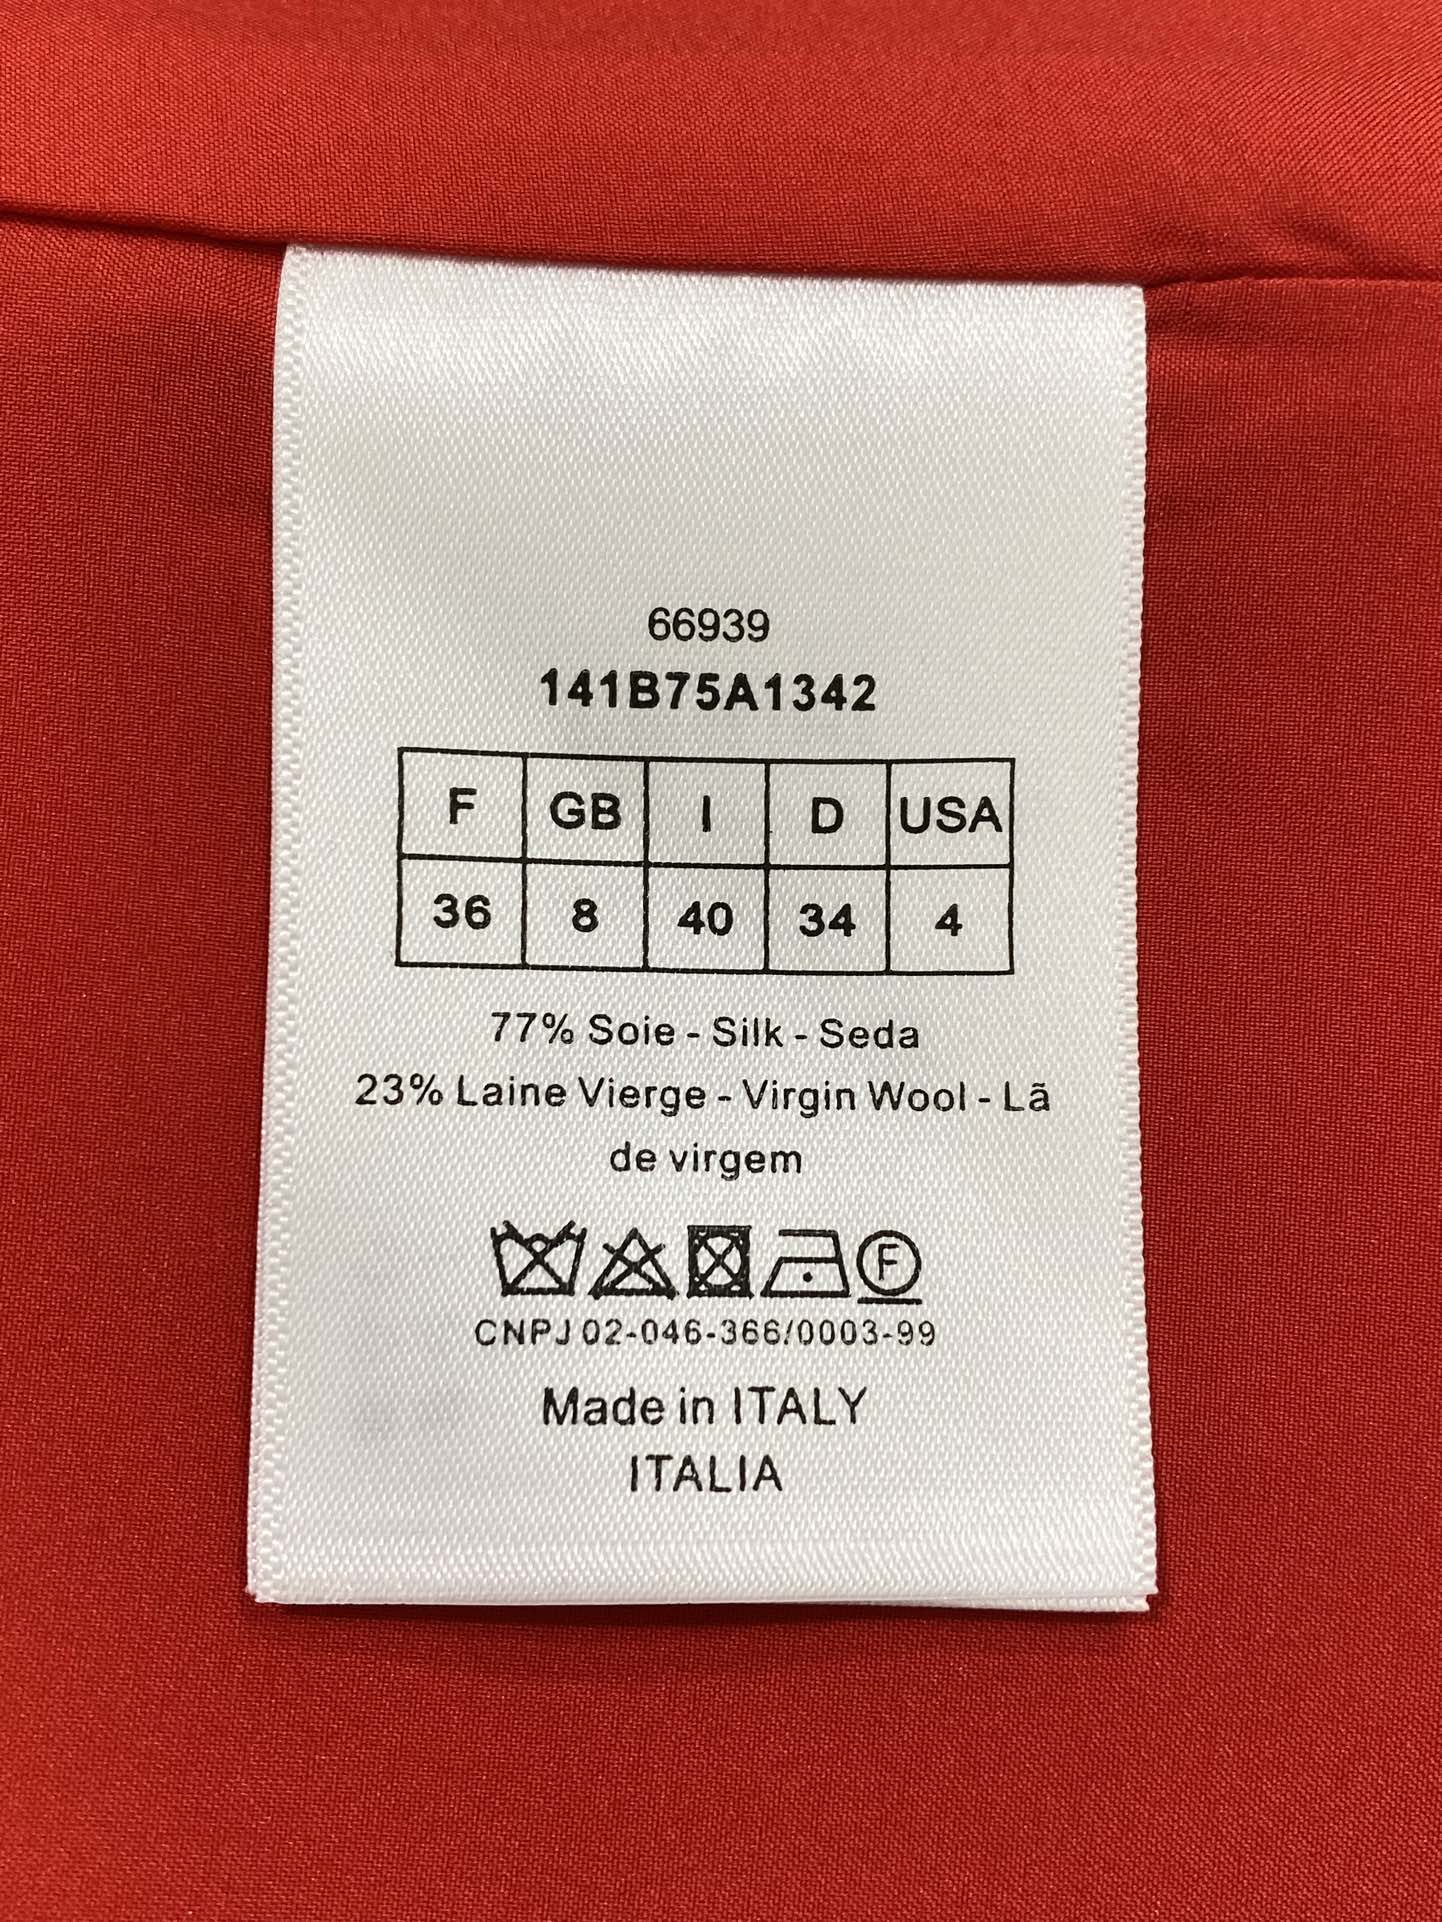 66939
141B75A1342
F GB I D USA
36 8 40 34 4
77% Soie - Silk - Seda
23% Laine Vierge - Virgin Wool - Lã
de virgem
F
CNPJ 02-046-366/0003-99
Made in ITALY
ITALIA